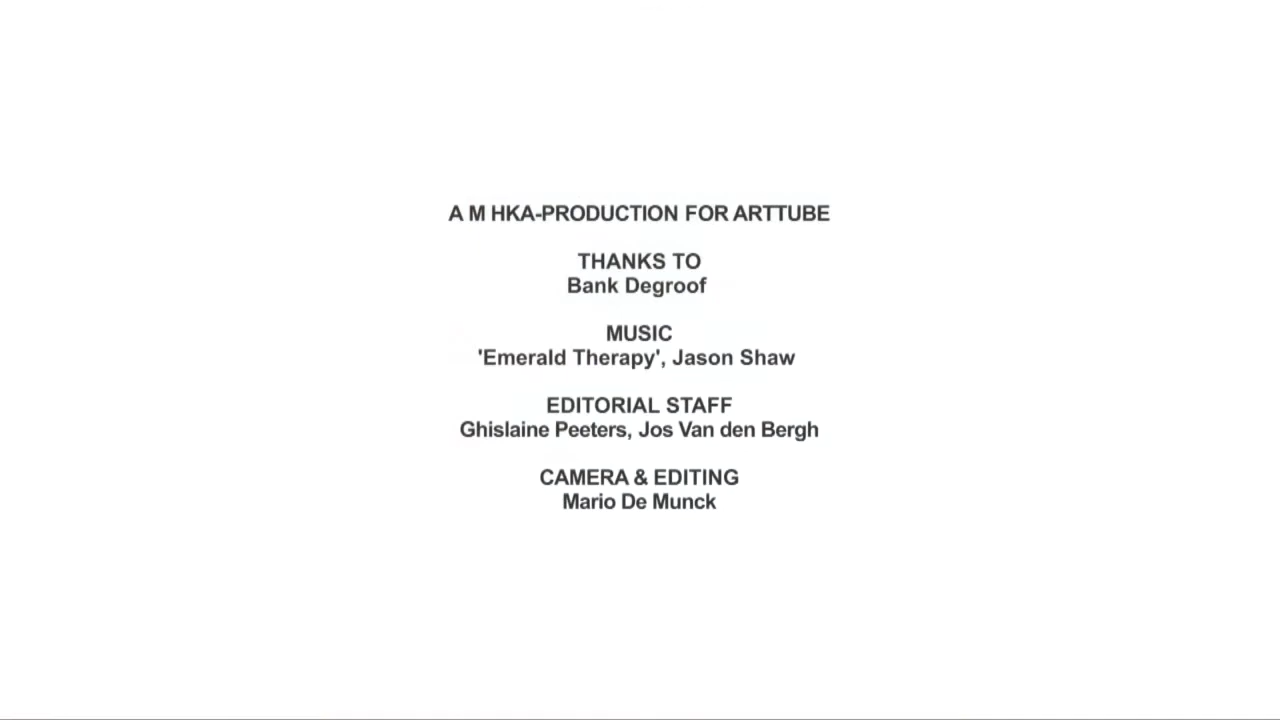 A M HKA-PRODUCTION FOR ARTTUBE
THANKS TO
Bank Degroof
MUSIC
'Emerald Therapy', Jason Shaw
EDITORIAL STAFF
Ghislaine Peeters, Jos Van den Bergh
CAMERA & EDITING
Mario De Munck